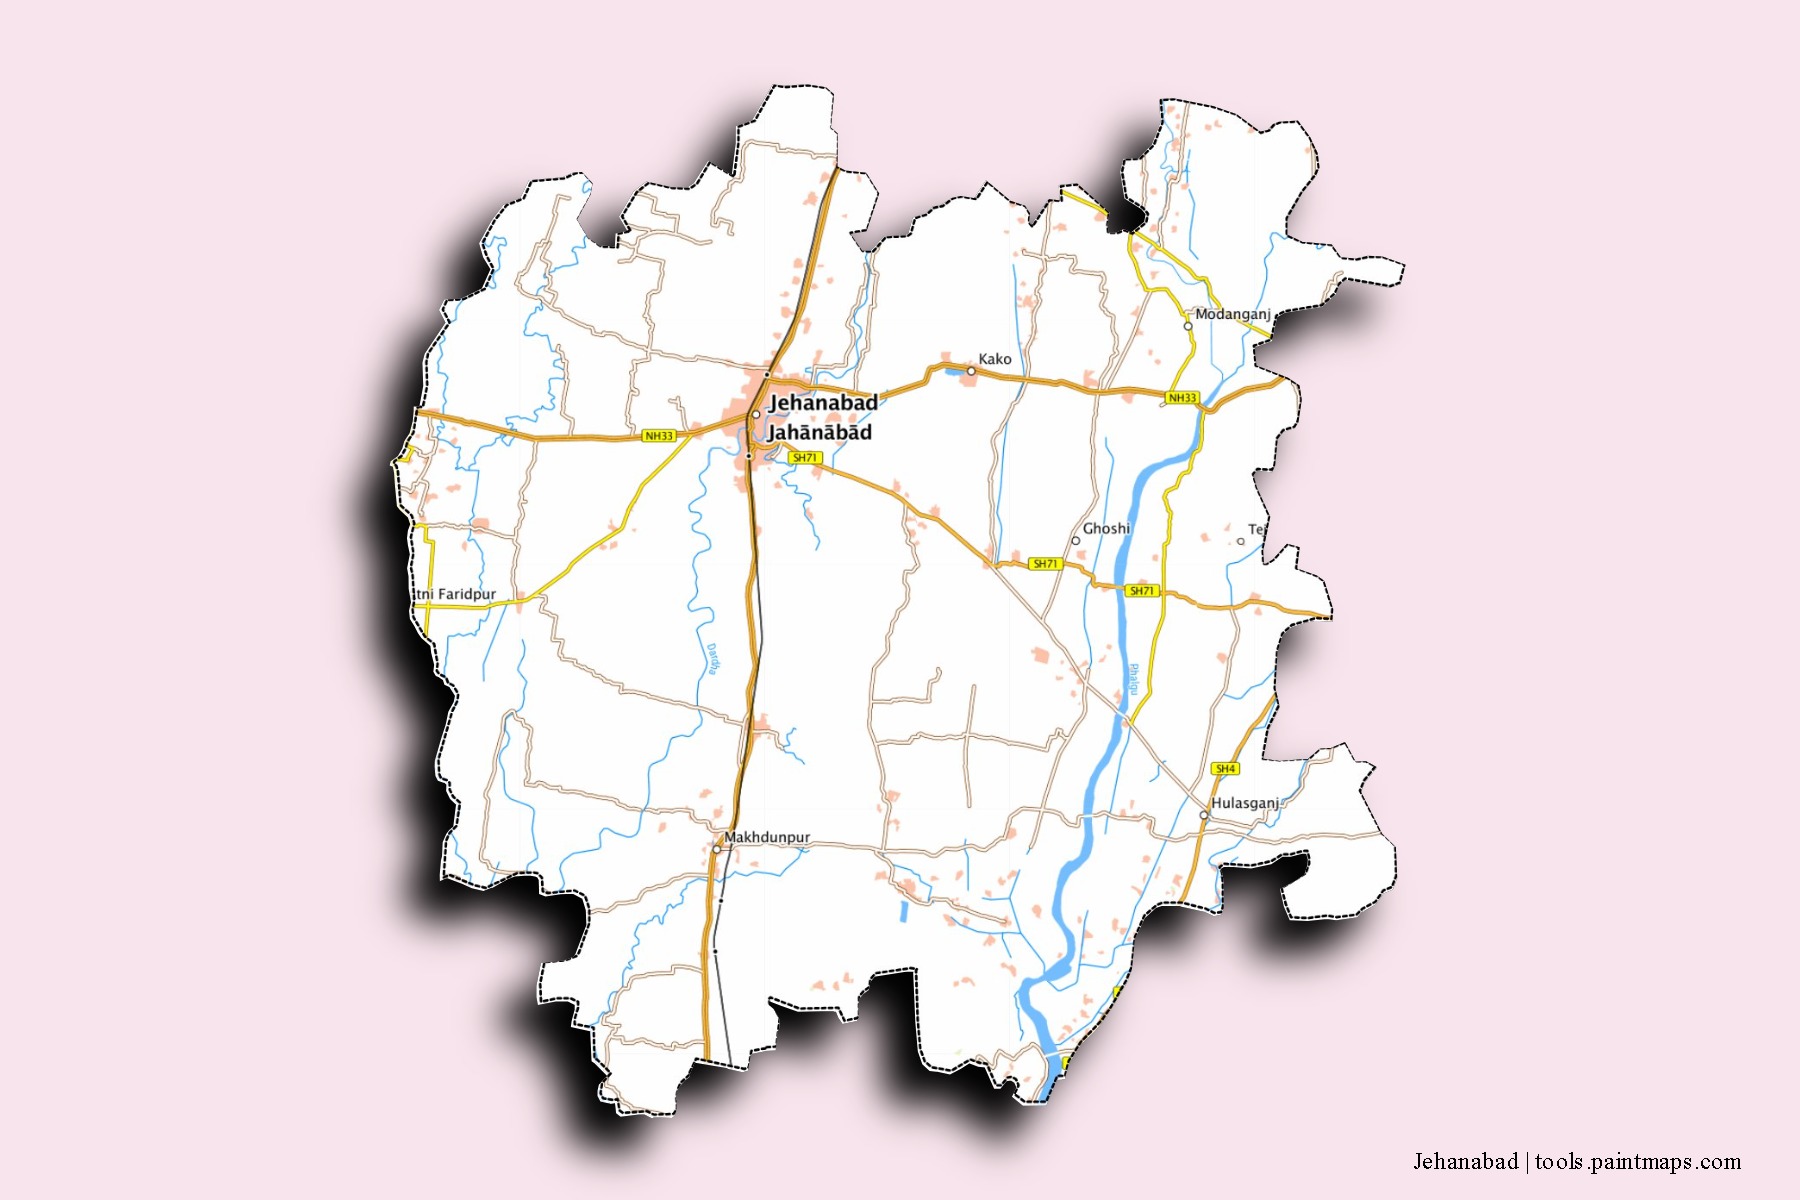 Modanganj
Kako
NH33
Jehanabad
Jahānābād
NH33
SH71
Ghoshi
Te
SH71
SH71
tni Faridpur
Dardha
Phalgu
SH4
Hulasganj
Makhdunpur
Jehanabad | tools.paintmaps.com